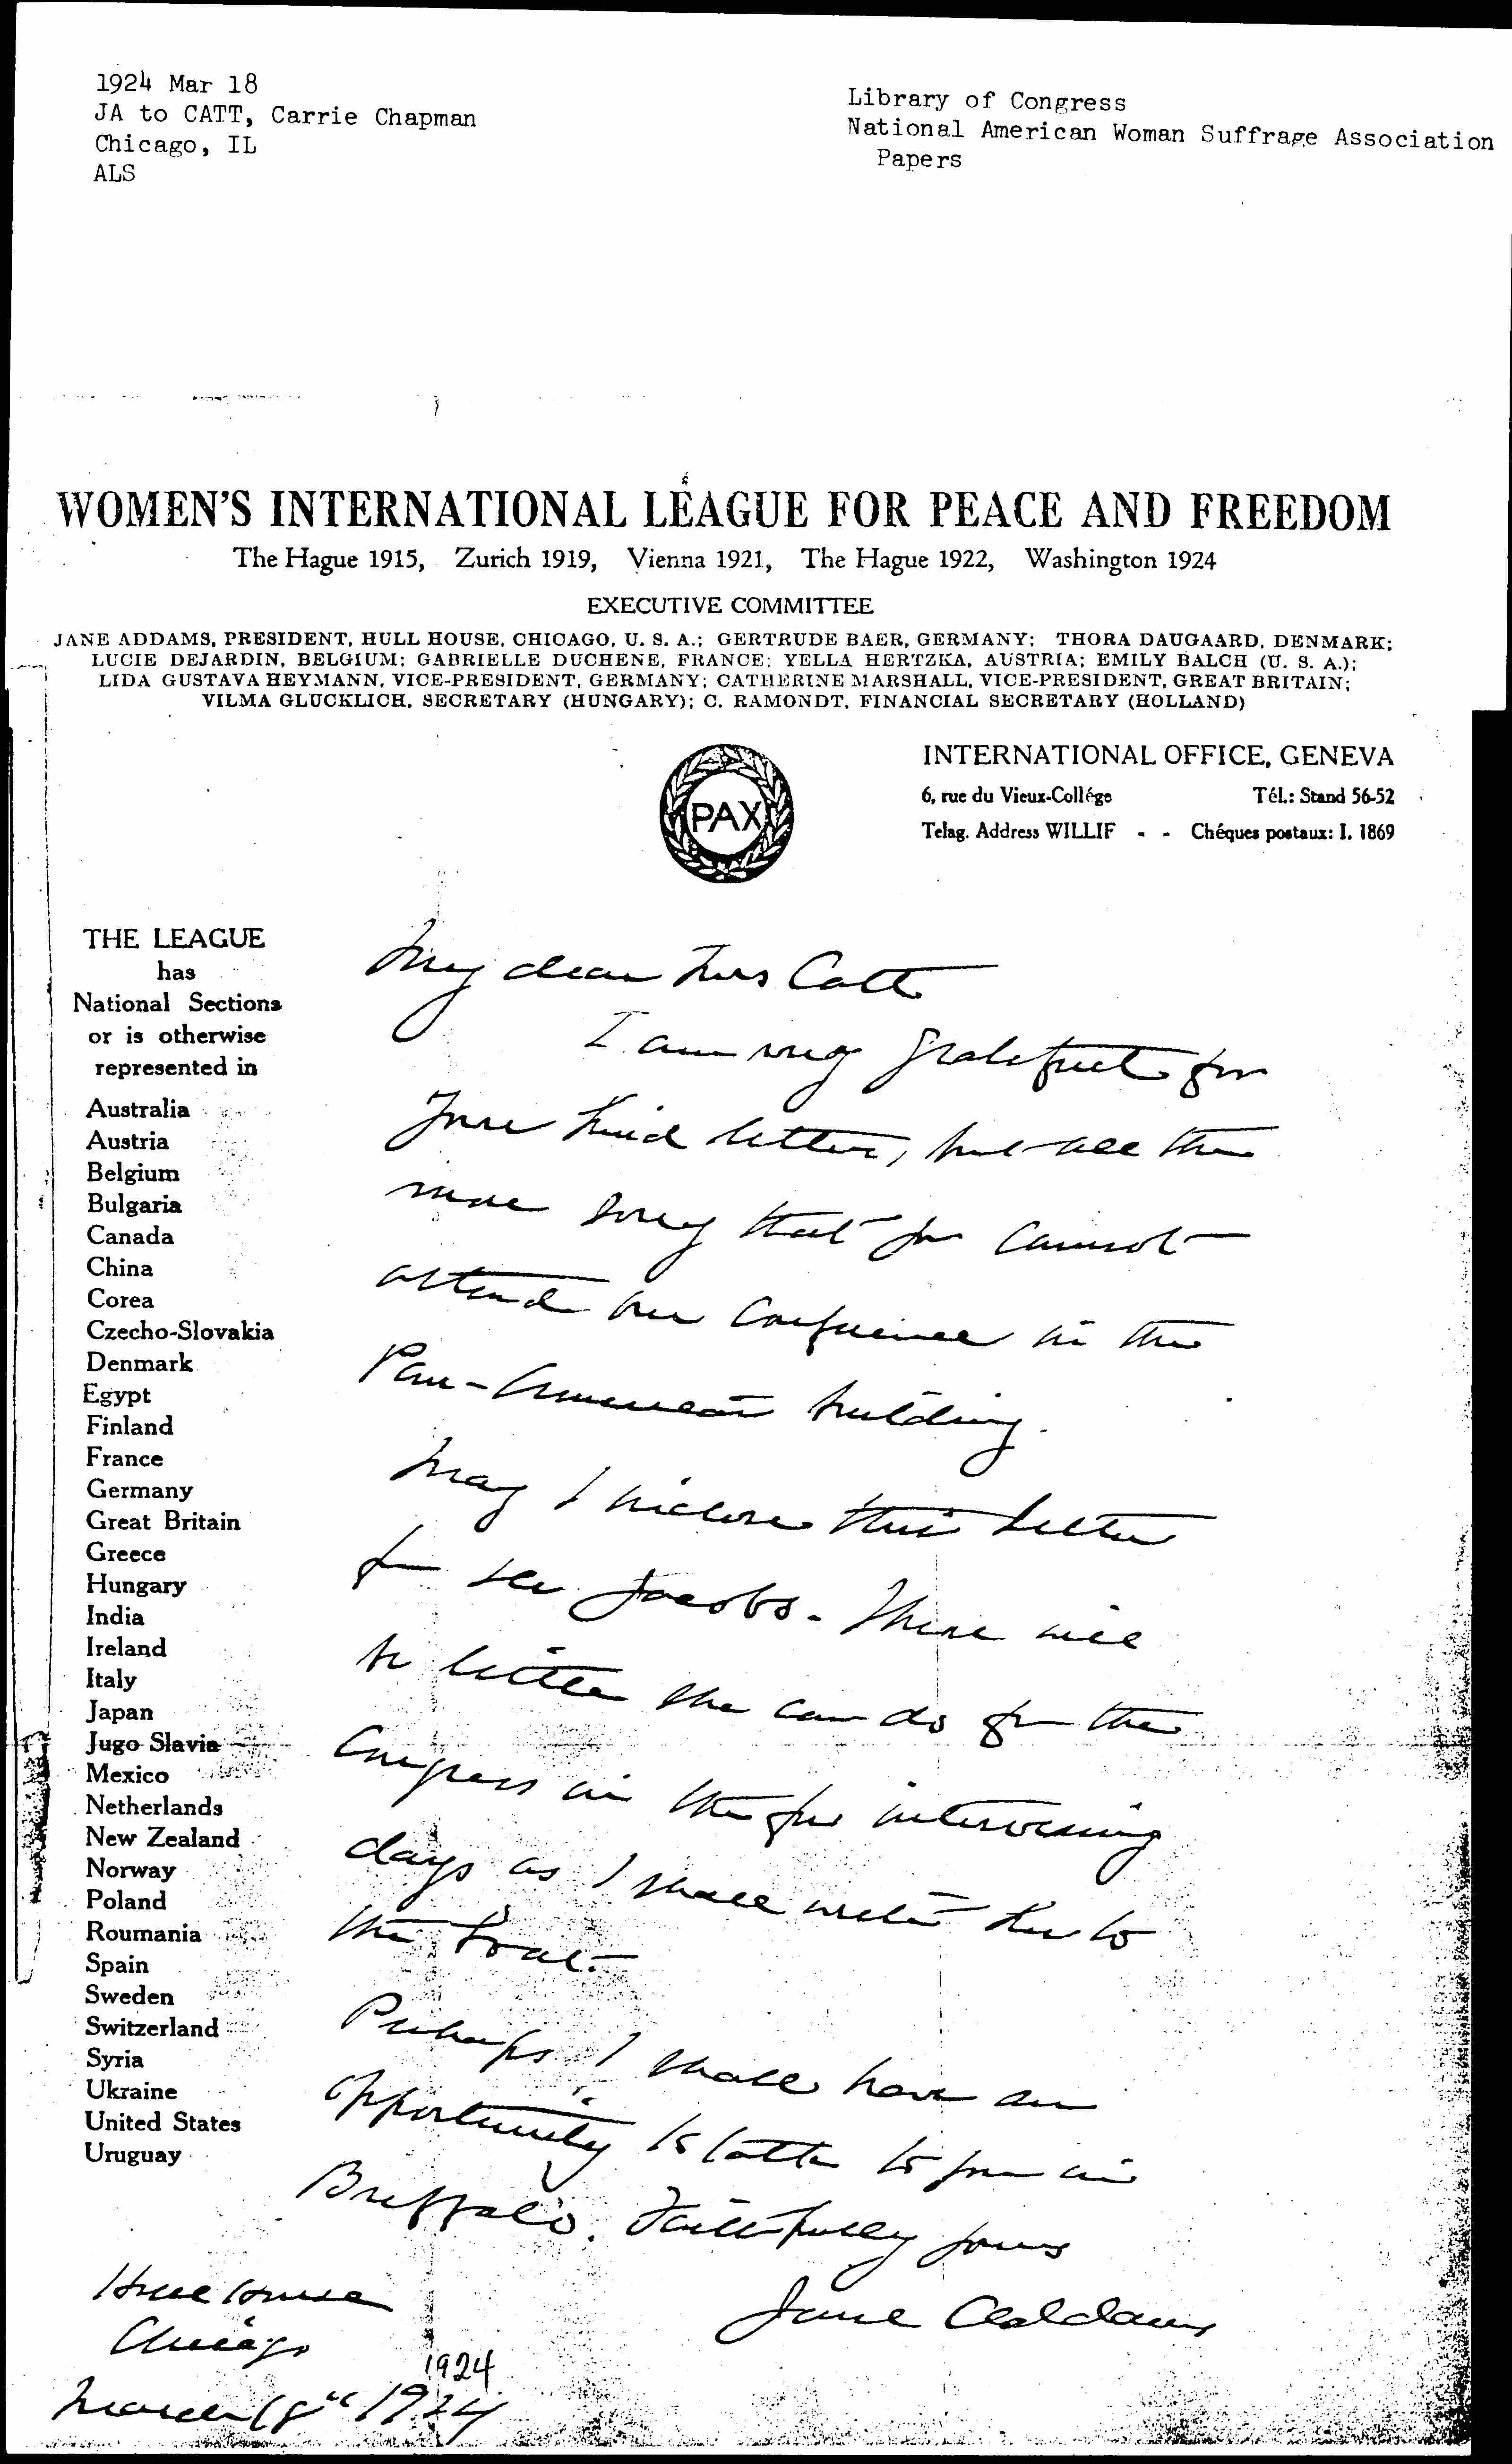 1924 Mar 18
JA to CATT, Carrie Chapman
Chicago, IL
ALS
Library of Congress
National American Woman Suffrage Association
Papers
WOMEN'S INTERNATIONAL LEAGUE FOR PEACE AND FREEDOM
The Hague 1915, Zurich 1919, Vienna 1921, The Hague 1922, Washington 1924
EXECUTIVE COMMITTEE
JANE ADDAMS, PRESIDENT, HULL HOUSE, CHICAGO, U. S. A.; GERTRUDE BAER, GERMANY; THORA DAUGAARD, DENMARK;
LUCIE DEJARDIN, BELGIUM; GABRIELLE DUCHENE, FRANCE; YELLA HERTZKA, AUSTRIA; EMILY BALCH (U. S. A.);
LIDA GUSTAVA HEYMANN, VICE-PRESIDENT, GERMANY; CATHERINE MARSHALL, VICE-PRESIDENT, GREAT BRITAIN;
VILMA GLÜCKLICH, SECRETARY (HUNGARY); C. RAMONDT, FINANCIAL SECRETARY (HOLLAND)
PAX
INTERNATIONAL OFFICE, GENEVA
6, rue du Vieux-Collége Tél.: Stand 56-52
Telag. Address WILLIF - - Chéques postaux: I. 1869
THE LEAGUE
has
National Sections
or is otherwise
represented in
Australia
Austria
Belgium
Bulgaria
Canada
China
Corea
Czecho-Slovakia
Denmark
Egypt
Finland
France
Germany
Great Britain
Greece
Hungary
India
Ireland
Italy
Japan
Jugo-Slavia
Mexico
Netherlands
New Zealand
Norway
Poland
Roumania
Spain
Sweden
Switzerland
Syria
Ukraine
United States
Uruguay
My dear Mrs Catt
I am very grateful for
your kind letter, but all the
more sorry that you cannot
attend our conference in the
Pan-American building.
May I inclose this letter
for Dr Jacobs. There will
be little she can do for the
Congress in the few intervening
days as I shall write her to
the boat.
Perhaps I shall have an
opportunity to talk to you in
Buffalo. Faithfully yours
Jane Addams
Hull House
Chicago
1924
March 18" 1924